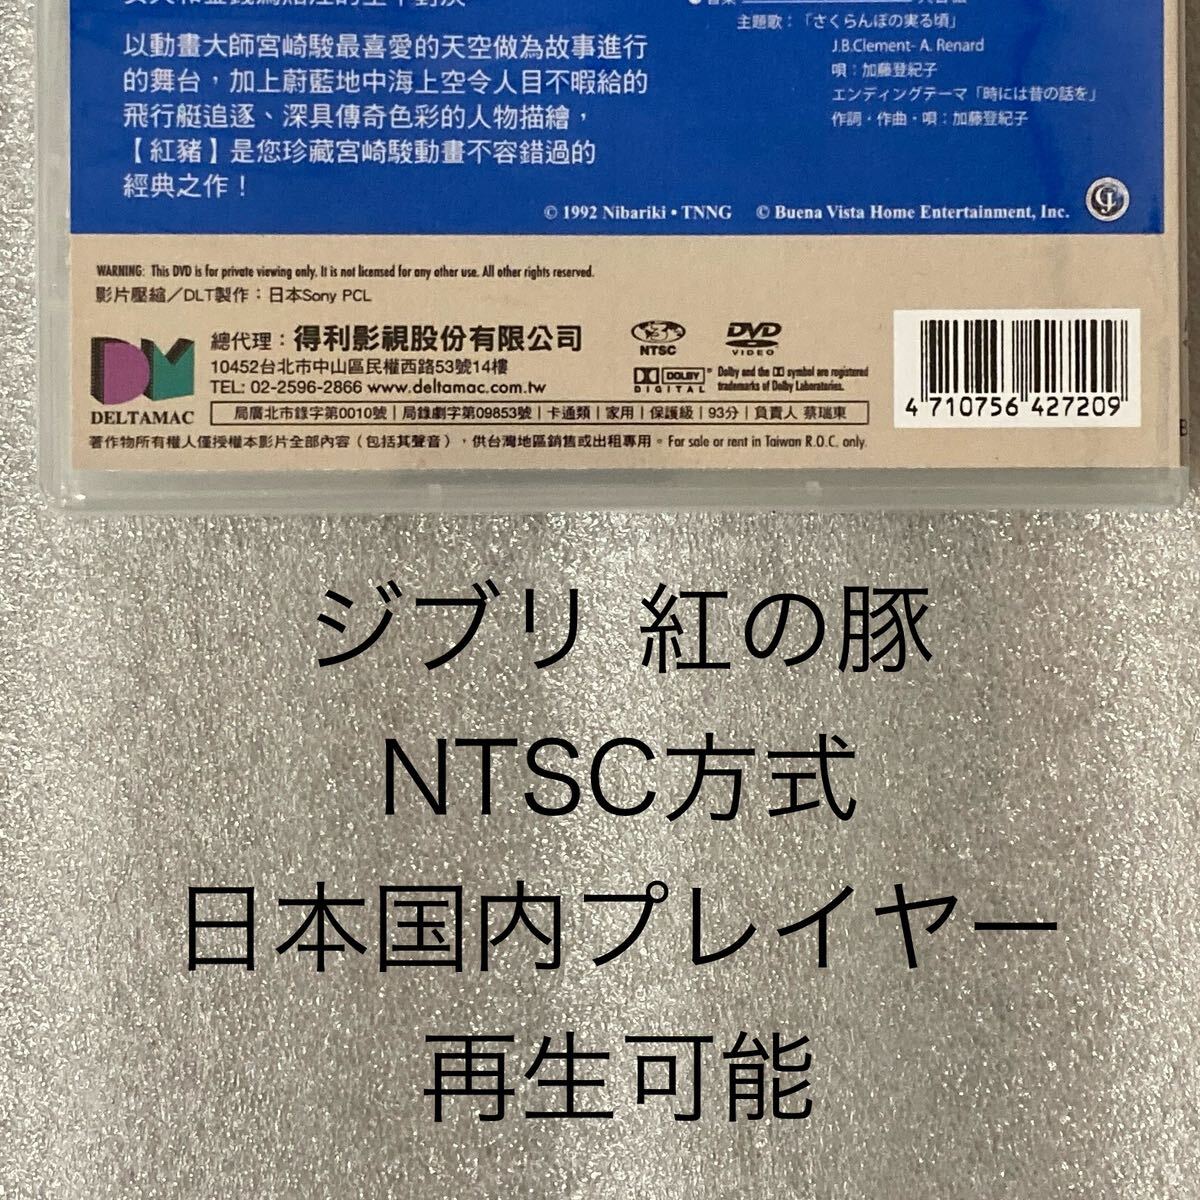 以動畫大師宮崎駿最喜愛的天空做為故事進行
的舞台，加上蔚藍地中海上空令人目不暇給的
飛行艇追逐、深具傳奇色彩的人物描繪，
【紅豬】是您珍藏宮崎駿動畫不容錯過的
經典之作！
主題歌：「さくらんぼの実る頃」
J.B.Clement- A. Renard
唄：加藤登紀子
エンディングテーマ「時には昔の話を」
作詞・作曲・唄：加藤登紀子
© 1992 Nibariki • TNNG © Buena Vista Home Entertainment, Inc.
WARNING: This DVD is for private viewing only. It is not licensed for any other use. All other rights reserved.
影片壓縮／DLT製作：日本Sony PCL
DM
DELTAMAC
總代理：得利影視股份有限公司
10452台北市中山區民權西路53號14樓
TEL: 02-2596-2866 www.deltamac.com.tw
NTSC
DVD
VIDEO
DOLBY
DIGITAL
Dolby and the DD symbol are registered
trademarks of Dolby Laboratories.
局廣北市錄字第0010號｜局錄劇字第09853號｜卡通類｜家用｜保護級｜93分｜負責人 蔡瑞東
著作物所有權人僅授權本影片全部內容（包括其聲音），供台灣地區銷售或出租專用。For sale or rent in Taiwan R.O.C. only.
4 710756 427209
ジブリ 紅の豚
NTSC方式
日本国内プレイヤー
再生可能